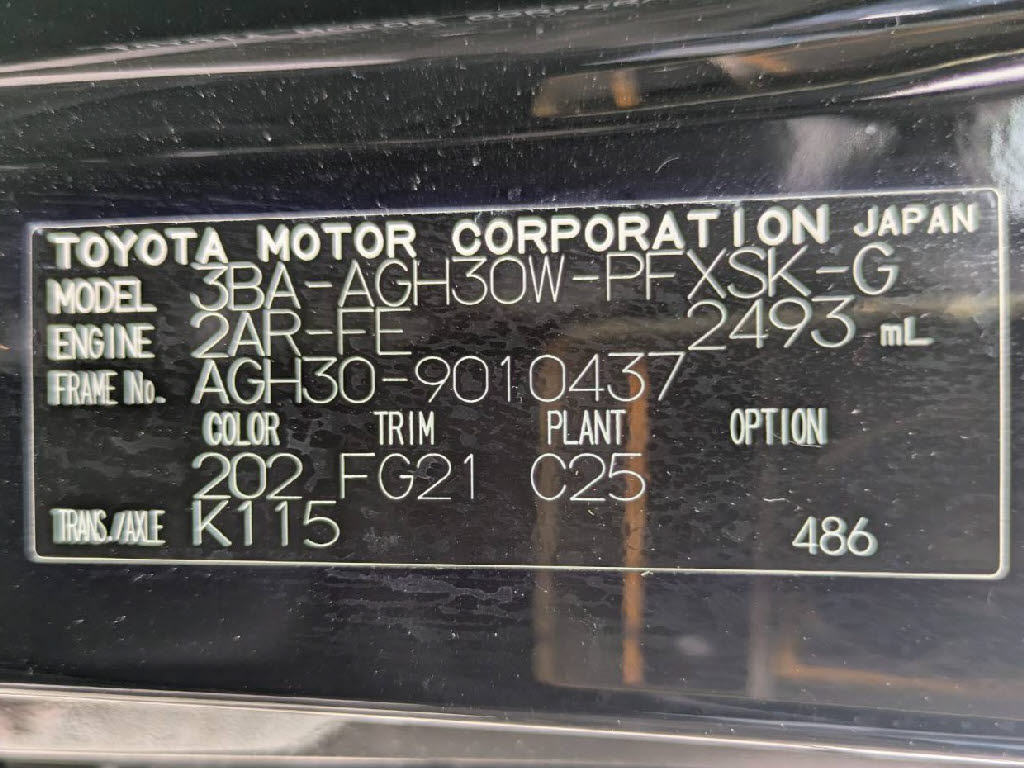 TOYOTA MOTOR CORPORATION JAPAN
MODEL 3BA-AGH30W-PFXSK-G
ENGINE 2AR-FE 2493 mL
FRAME No. AGH30-9010437
COLOR TRIM PLANT OPTION
202 FG21 C25
TRANS./AXLE K115 486